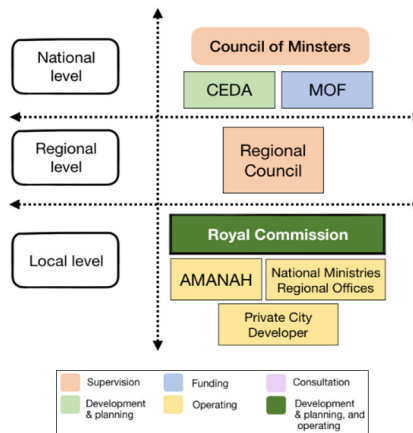 National
level
Council of Minsters
CEDA
MOF
Regional
level
Regional
Council
Local level
Royal Commission
AMANAH
National Ministries
Regional Offices
Private City
Developer
Supervision
Funding
Consultation
Development
& planning
Operating
Development
& planning, and
operating